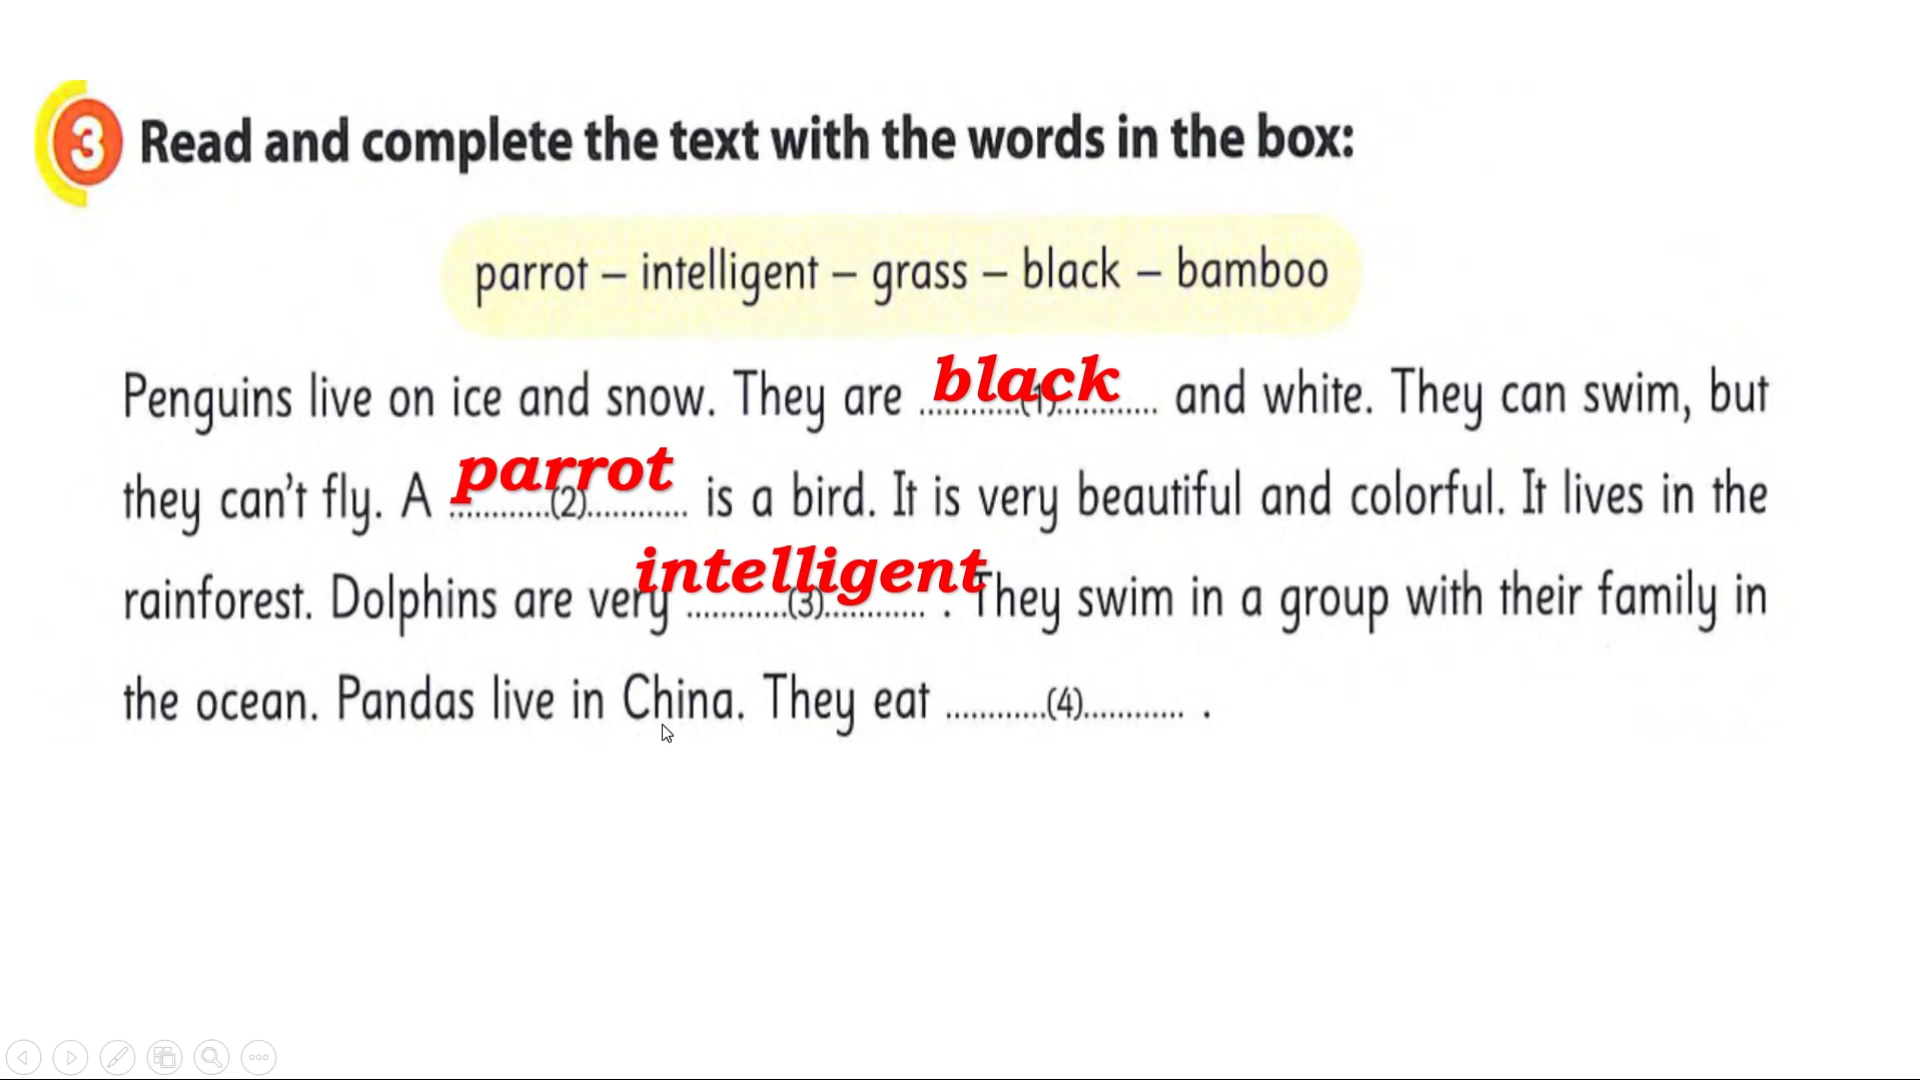 3 Read and complete the text with the words in the box:
parrot – intelligent – grass – black – bamboo
Penguins live on ice and snow. They are ............(1)............ black and white. They can swim, but
they can't fly. A ............(2)............ parrot is a bird. It is very beautiful and colorful. It lives in the
rainforest. Dolphins are very ............(3)............ intelligent . They swim in a group with their family in
the ocean. Pandas live in China. They eat ............(4)............ .